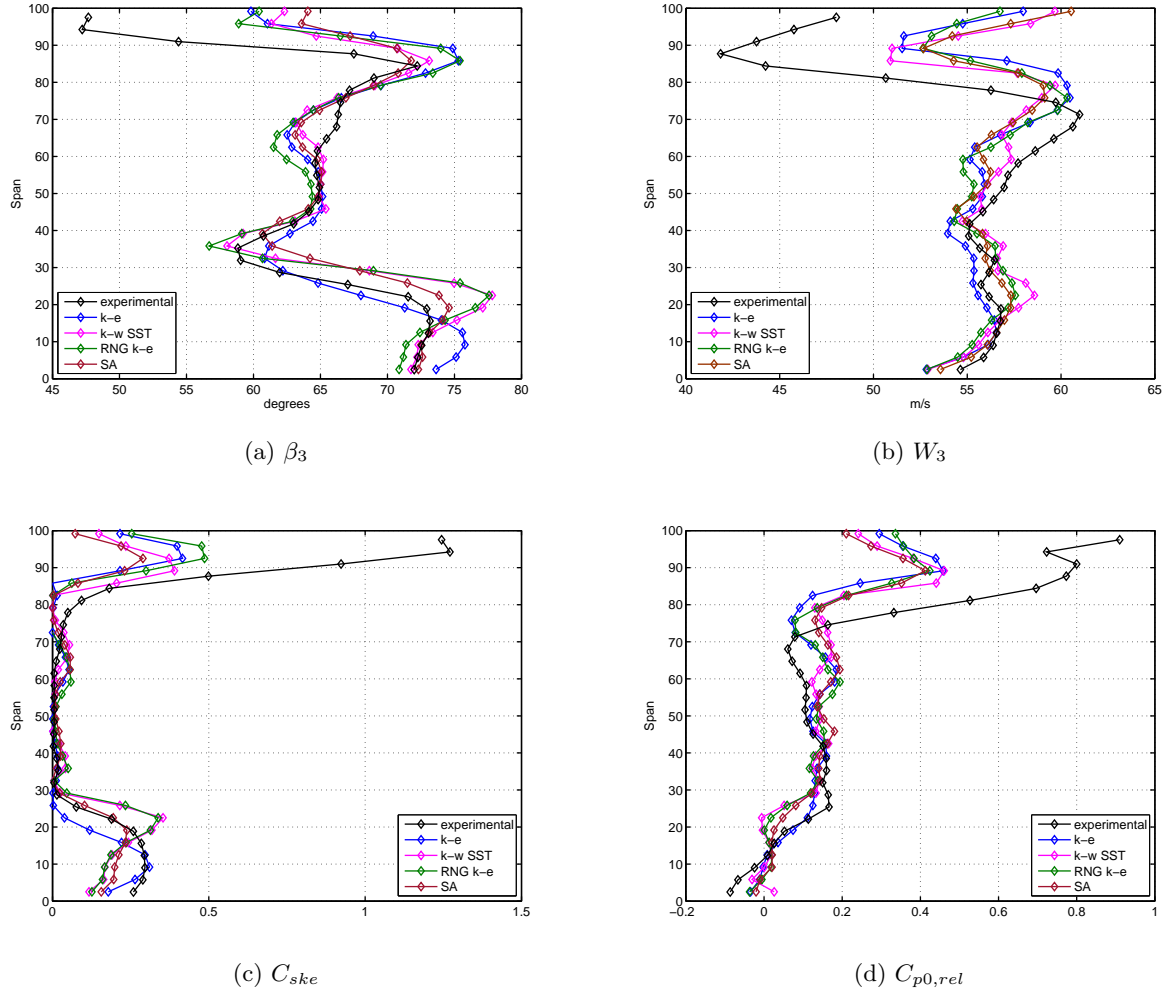 100
90
80
70
60
50
40
30
20
10
0
Span
45 50 55 60 65 70 75 80
degrees
experimental
k−e
k−w SST
RNG k−e
SA
(a) β3
100
90
80
70
60
50
40
30
20
10
0
Span
40 45 50 55 60 65
m/s
experimental
k−e
k−w SST
RNG k−e
SA
(b) W3
100
90
80
70
60
50
40
30
20
10
0
Span
0 0.5 1 1.5
experimental
k−e
k−w SST
RNG k−e
SA
(c) Cske
100
90
80
70
60
50
40
30
20
10
0
Span
−0.2 0 0.2 0.4 0.6 0.8 1
experimental
k−e
k−w SST
RNG k−e
SA
(d) Cp0,rel